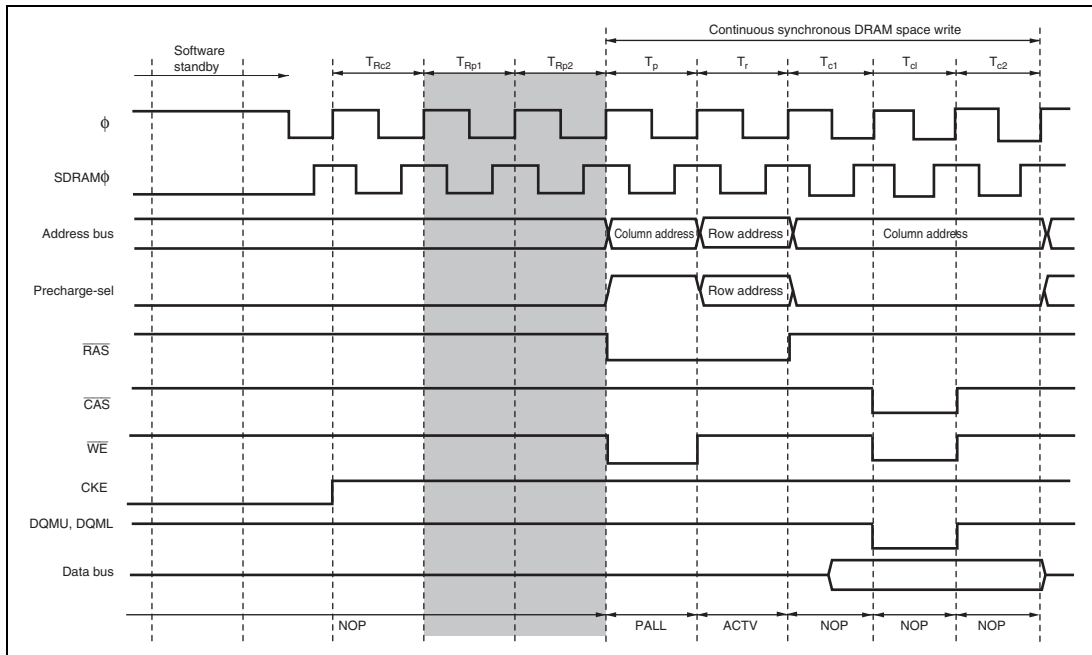 Continuous synchronous DRAM space write
Software
standby
TRc2 TRp1 TRp2 Tp Tr Tc1 Tcl Tc2
ϕ
SDRAMϕ
Address bus Column address Row address Column address
Precharge-sel Row address
RAS
CAS
WE
CKE
DQMU, DQML
Data bus
NOP PALL ACTV NOP NOP NOP